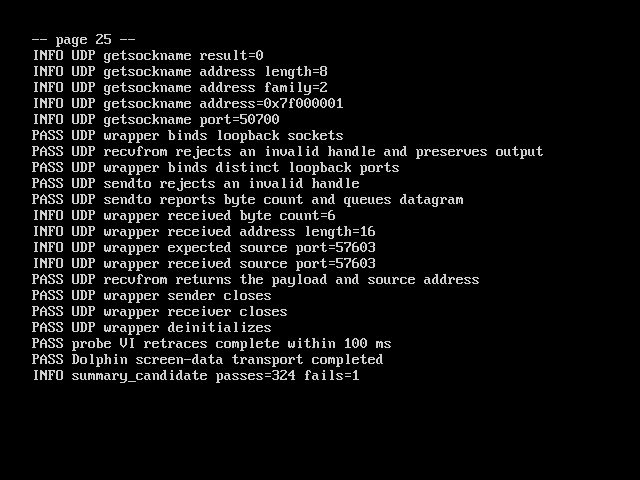 -- page 25 --
INFO UDP getsockname result=0
INFO UDP getsockname address length=8
INFO UDP getsockname address family=2
INFO UDP getsockname address=0x7f000001
INFO UDP getsockname port=50700
PASS UDP wrapper binds loopback sockets
PASS UDP recvfrom rejects an invalid handle and preserves output
PASS UDP wrapper binds distinct loopback ports
PASS UDP sendto rejects an invalid handle
PASS UDP sendto reports byte count and queues datagram
INFO UDP wrapper received byte count=6
INFO UDP wrapper received address length=16
INFO UDP wrapper expected source port=57603
INFO UDP wrapper received source port=57603
PASS UDP recvfrom returns the payload and source address
PASS UDP wrapper sender closes
PASS UDP wrapper receiver closes
PASS UDP wrapper deinitializes
PASS probe VI retraces complete within 100 ms
PASS Dolphin screen-data transport completed
INFO summary_candidate passes=324 fails=1